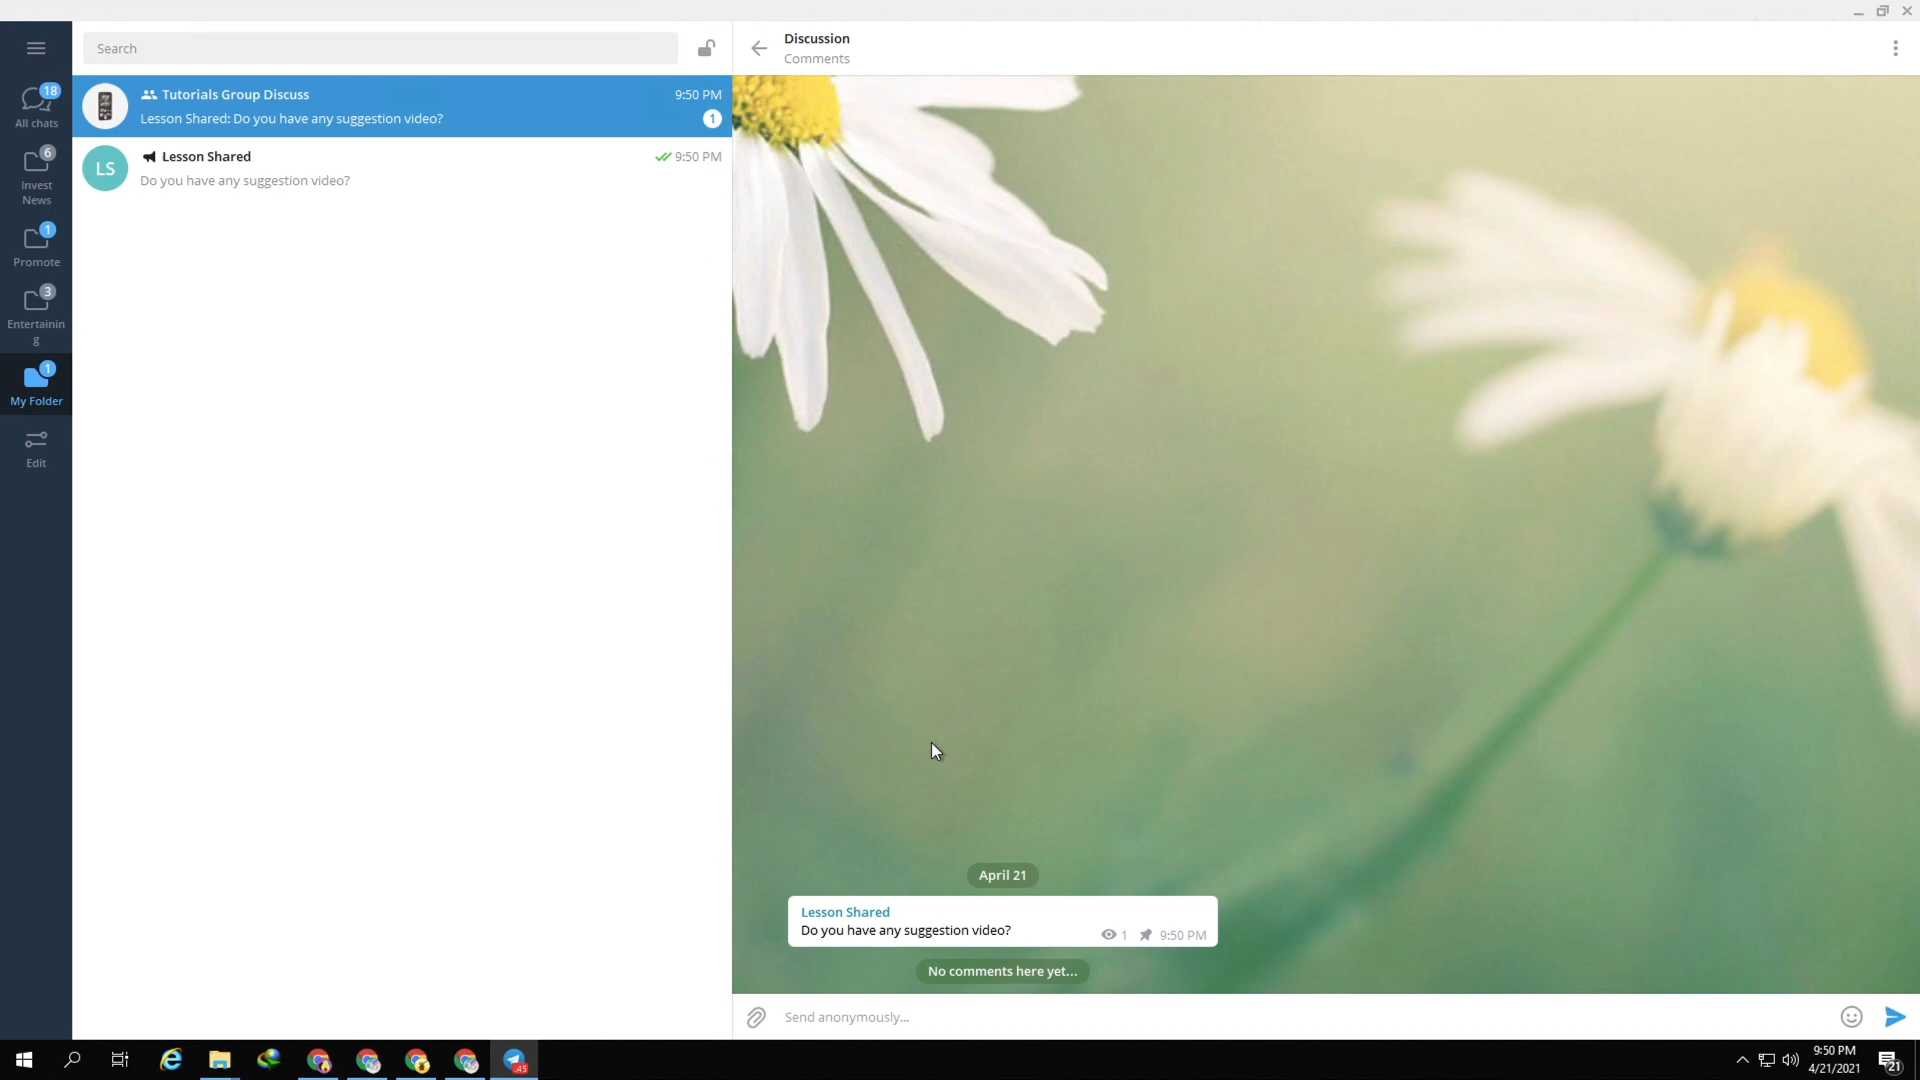 Search
Discussion
Comments
18
All chats
6
Invest
News
1
Promote
3
Entertainin
g
1
My Folder
Edit
Tutorials Group Discuss
9:50 PM
Lesson Shared: Do you have any suggestion video?
1
LS
Lesson Shared
9:50 PM
Do you have any suggestion video?
April 21
Lesson Shared
Do you have any suggestion video?
1
9:50 PM
No comments here yet...
Send anonymously...
.45
9:50 PM
4/21/2021
21